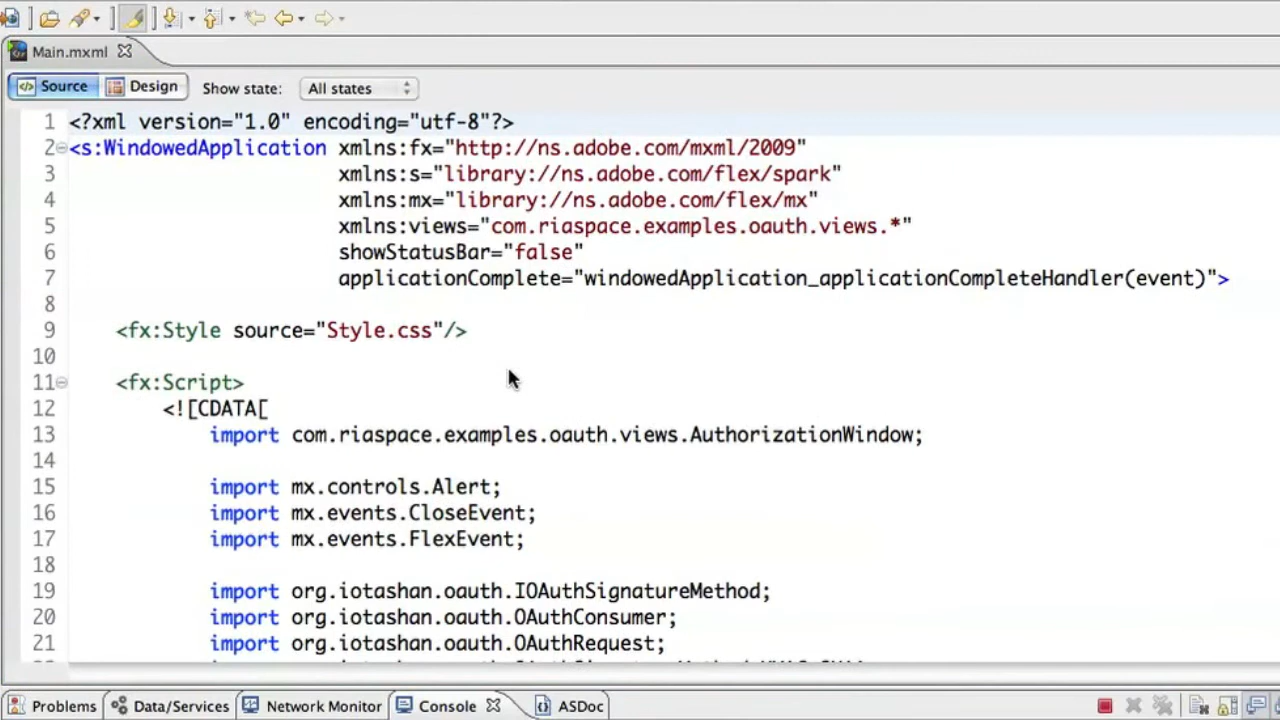 Main.mxml
Source Design Show state: All states
1 <?xml version="1.0" encoding="utf-8"?>
2 <s:WindowedApplication xmlns:fx="http://ns.adobe.com/mxml/2009"
3 xmlns:s="library://ns.adobe.com/flex/spark"
4 xmlns:mx="library://ns.adobe.com/flex/mx"
5 xmlns:views="com.riaspace.examples.oauth.views.*"
6 showStatusBar="false"
7 applicationComplete="windowedApplication_applicationCompleteHandler(event)">
8
9 <fx:Style source="Style.css"/>
10
11 <fx:Script>
12 <![CDATA[
13 import com.riaspace.examples.oauth.views.AuthorizationWindow;
14
15 import mx.controls.Alert;
16 import mx.events.CloseEvent;
17 import mx.events.FlexEvent;
18
19 import org.iotashan.oauth.IOAuthSignatureMethod;
20 import org.iotashan.oauth.OAuthConsumer;
21 import org.iotashan.oauth.OAuthRequest;
Problems Data/Services Network Monitor Console ASDoc